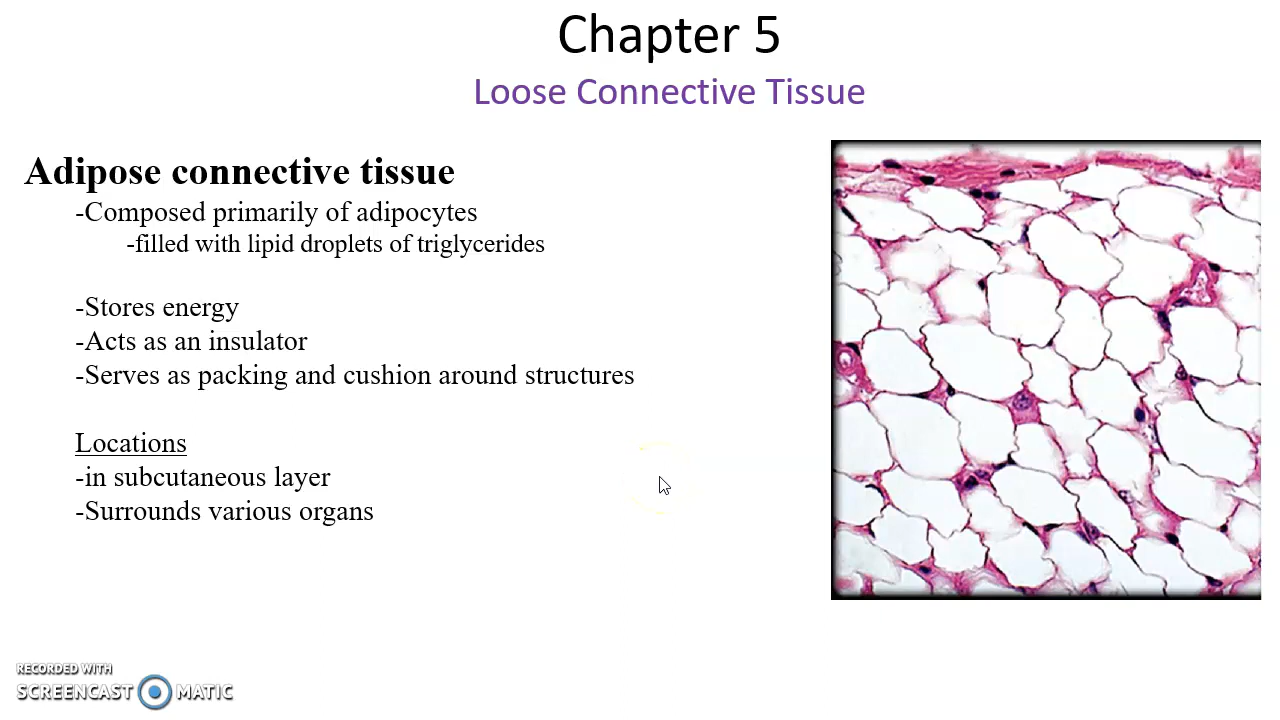 Chapter 5
Loose Connective Tissue
Adipose connective tissue
-Composed primarily of adipocytes
-filled with lipid droplets of triglycerides
-Stores energy
-Acts as an insulator
-Serves as packing and cushion around structures
Locations
-in subcutaneous layer
-Surrounds various organs
RECORDED WITH
SCREENCAST MATIC